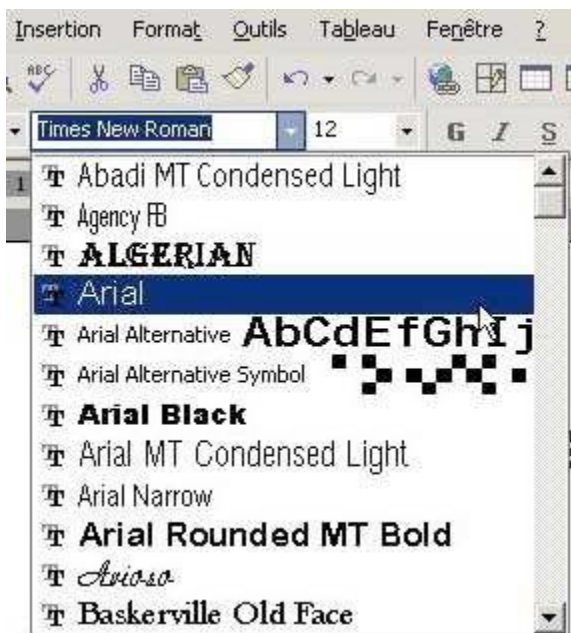 Insertion Format Outils Tableau Fenêtre ?
ABC
Times New Roman 12 G I S
1
Abadi MT Condensed Light
Agency FB
ALGERIAN
Arial
Arial Alternative AbCdEfGhIj
Arial Alternative Symbol
Arial Black
Arial MT Condensed Light
Arial Narrow
Arial Rounded MT Bold
Avioso
Baskerville Old Face